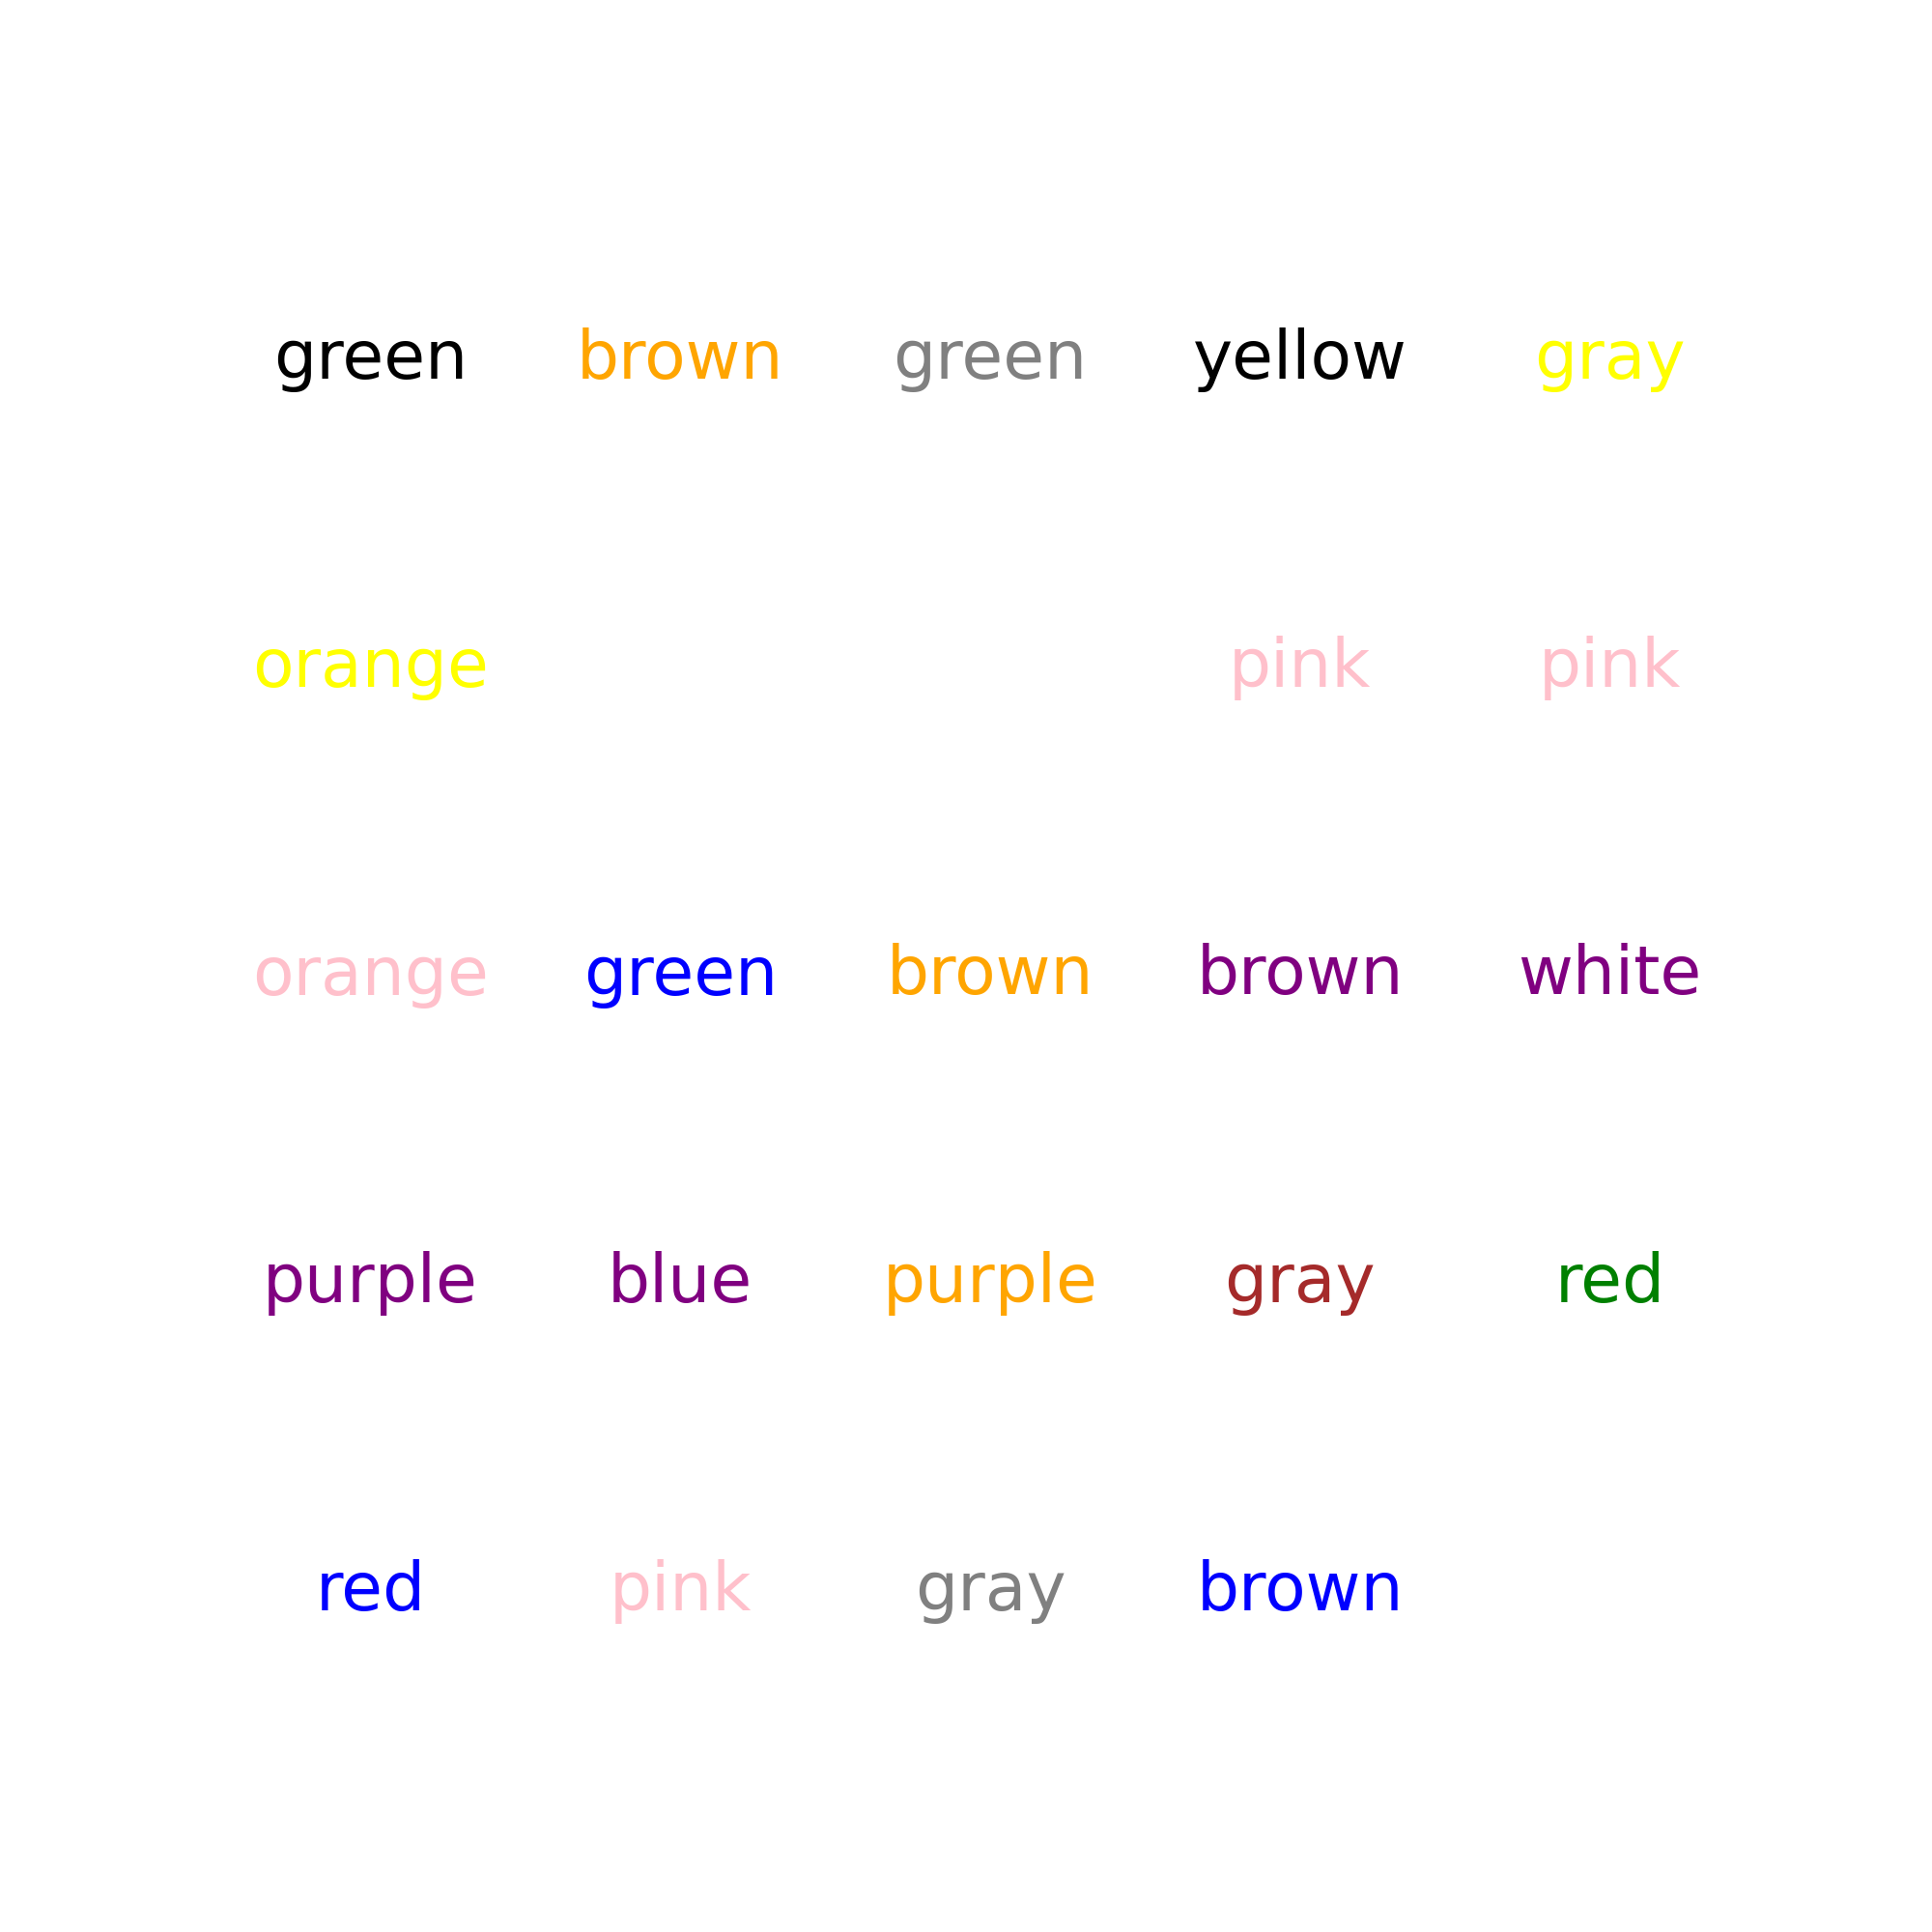 green brown green yellow gray
orange pink pink
orange green brown brown white
purple blue purple gray red
red pink gray brown